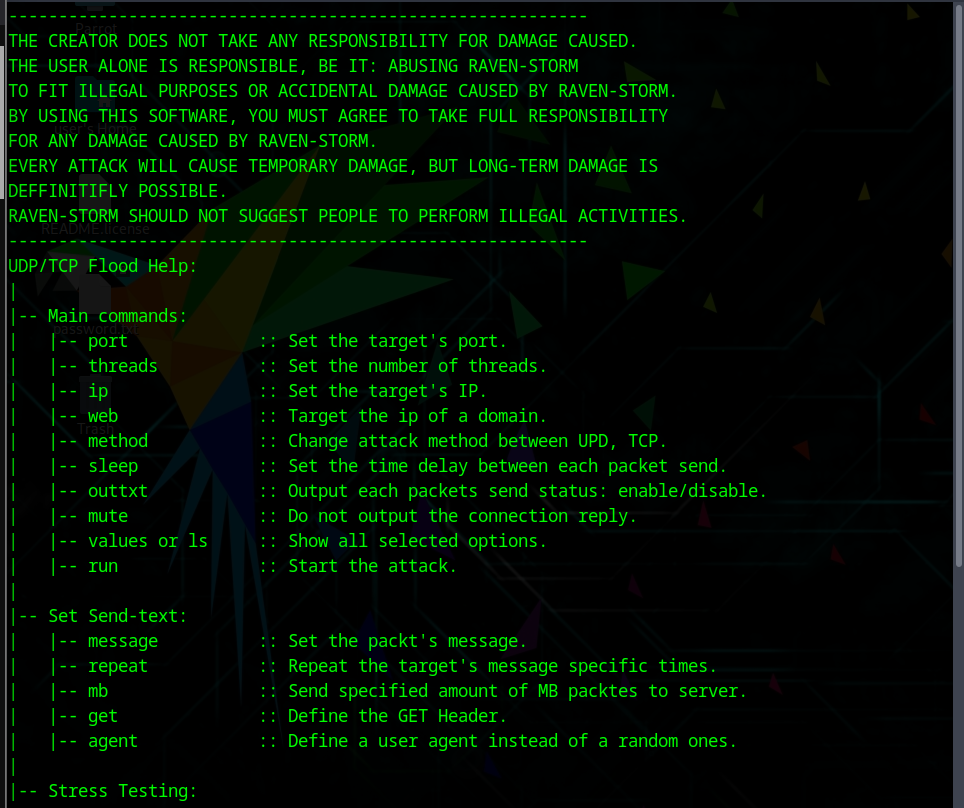 ----------------------------------------------------------
THE CREATOR DOES NOT TAKE ANY RESPONSIBILITY FOR DAMAGE CAUSED.
THE USER ALONE IS RESPONSIBLE, BE IT: ABUSING RAVEN-STORM
TO FIT ILLEGAL PURPOSES OR ACCIDENTAL DAMAGE CAUSED BY RAVEN-STORM.
BY USING THIS SOFTWARE, YOU MUST AGREE TO TAKE FULL RESPONSIBILITY
FOR ANY DAMAGE CAUSED BY RAVEN-STORM.
EVERY ATTACK WILL CAUSE TEMPORARY DAMAGE, BUT LONG-TERM DAMAGE IS
DEFFINITIFLY POSSIBLE.
RAVEN-STORM SHOULD NOT SUGGEST PEOPLE TO PERFORM ILLEGAL ACTIVITIES.
----------------------------------------------------------
UDP/TCP Flood Help:
|
|-- Main commands:
|   |-- port             :: Set the target's port.
|   |-- threads          :: Set the number of threads.
|   |-- ip               :: Set the target's IP.
|   |-- web              :: Target the ip of a domain.
|   |-- method           :: Change attack method between UPD, TCP.
|   |-- sleep            :: Set the time delay between each packet send.
|   |-- outtxt           :: Output each packets send status: enable/disable.
|   |-- mute             :: Do not output the connection reply.
|   |-- values or ls     :: Show all selected options.
|   |-- run              :: Start the attack.
|
|-- Set Send-text:
|   |-- message          :: Set the packt's message.
|   |-- repeat           :: Repeat the target's message specific times.
|   |-- mb               :: Send specified amount of MB packtes to server.
|   |-- get              :: Define the GET Header.
|   |-- agent            :: Define a user agent instead of a random ones.
|
|-- Stress Testing:
Parrot
README.license
Trash